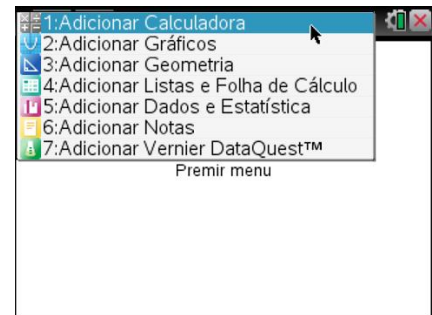 1:Adicionar Calculadora
2:Adicionar Gráficos
3:Adicionar Geometria
4:Adicionar Listas e Folha de Cálculo
5:Adicionar Dados e Estatística
6:Adicionar Notas
7:Adicionar Vernier DataQuest™
Premir menu